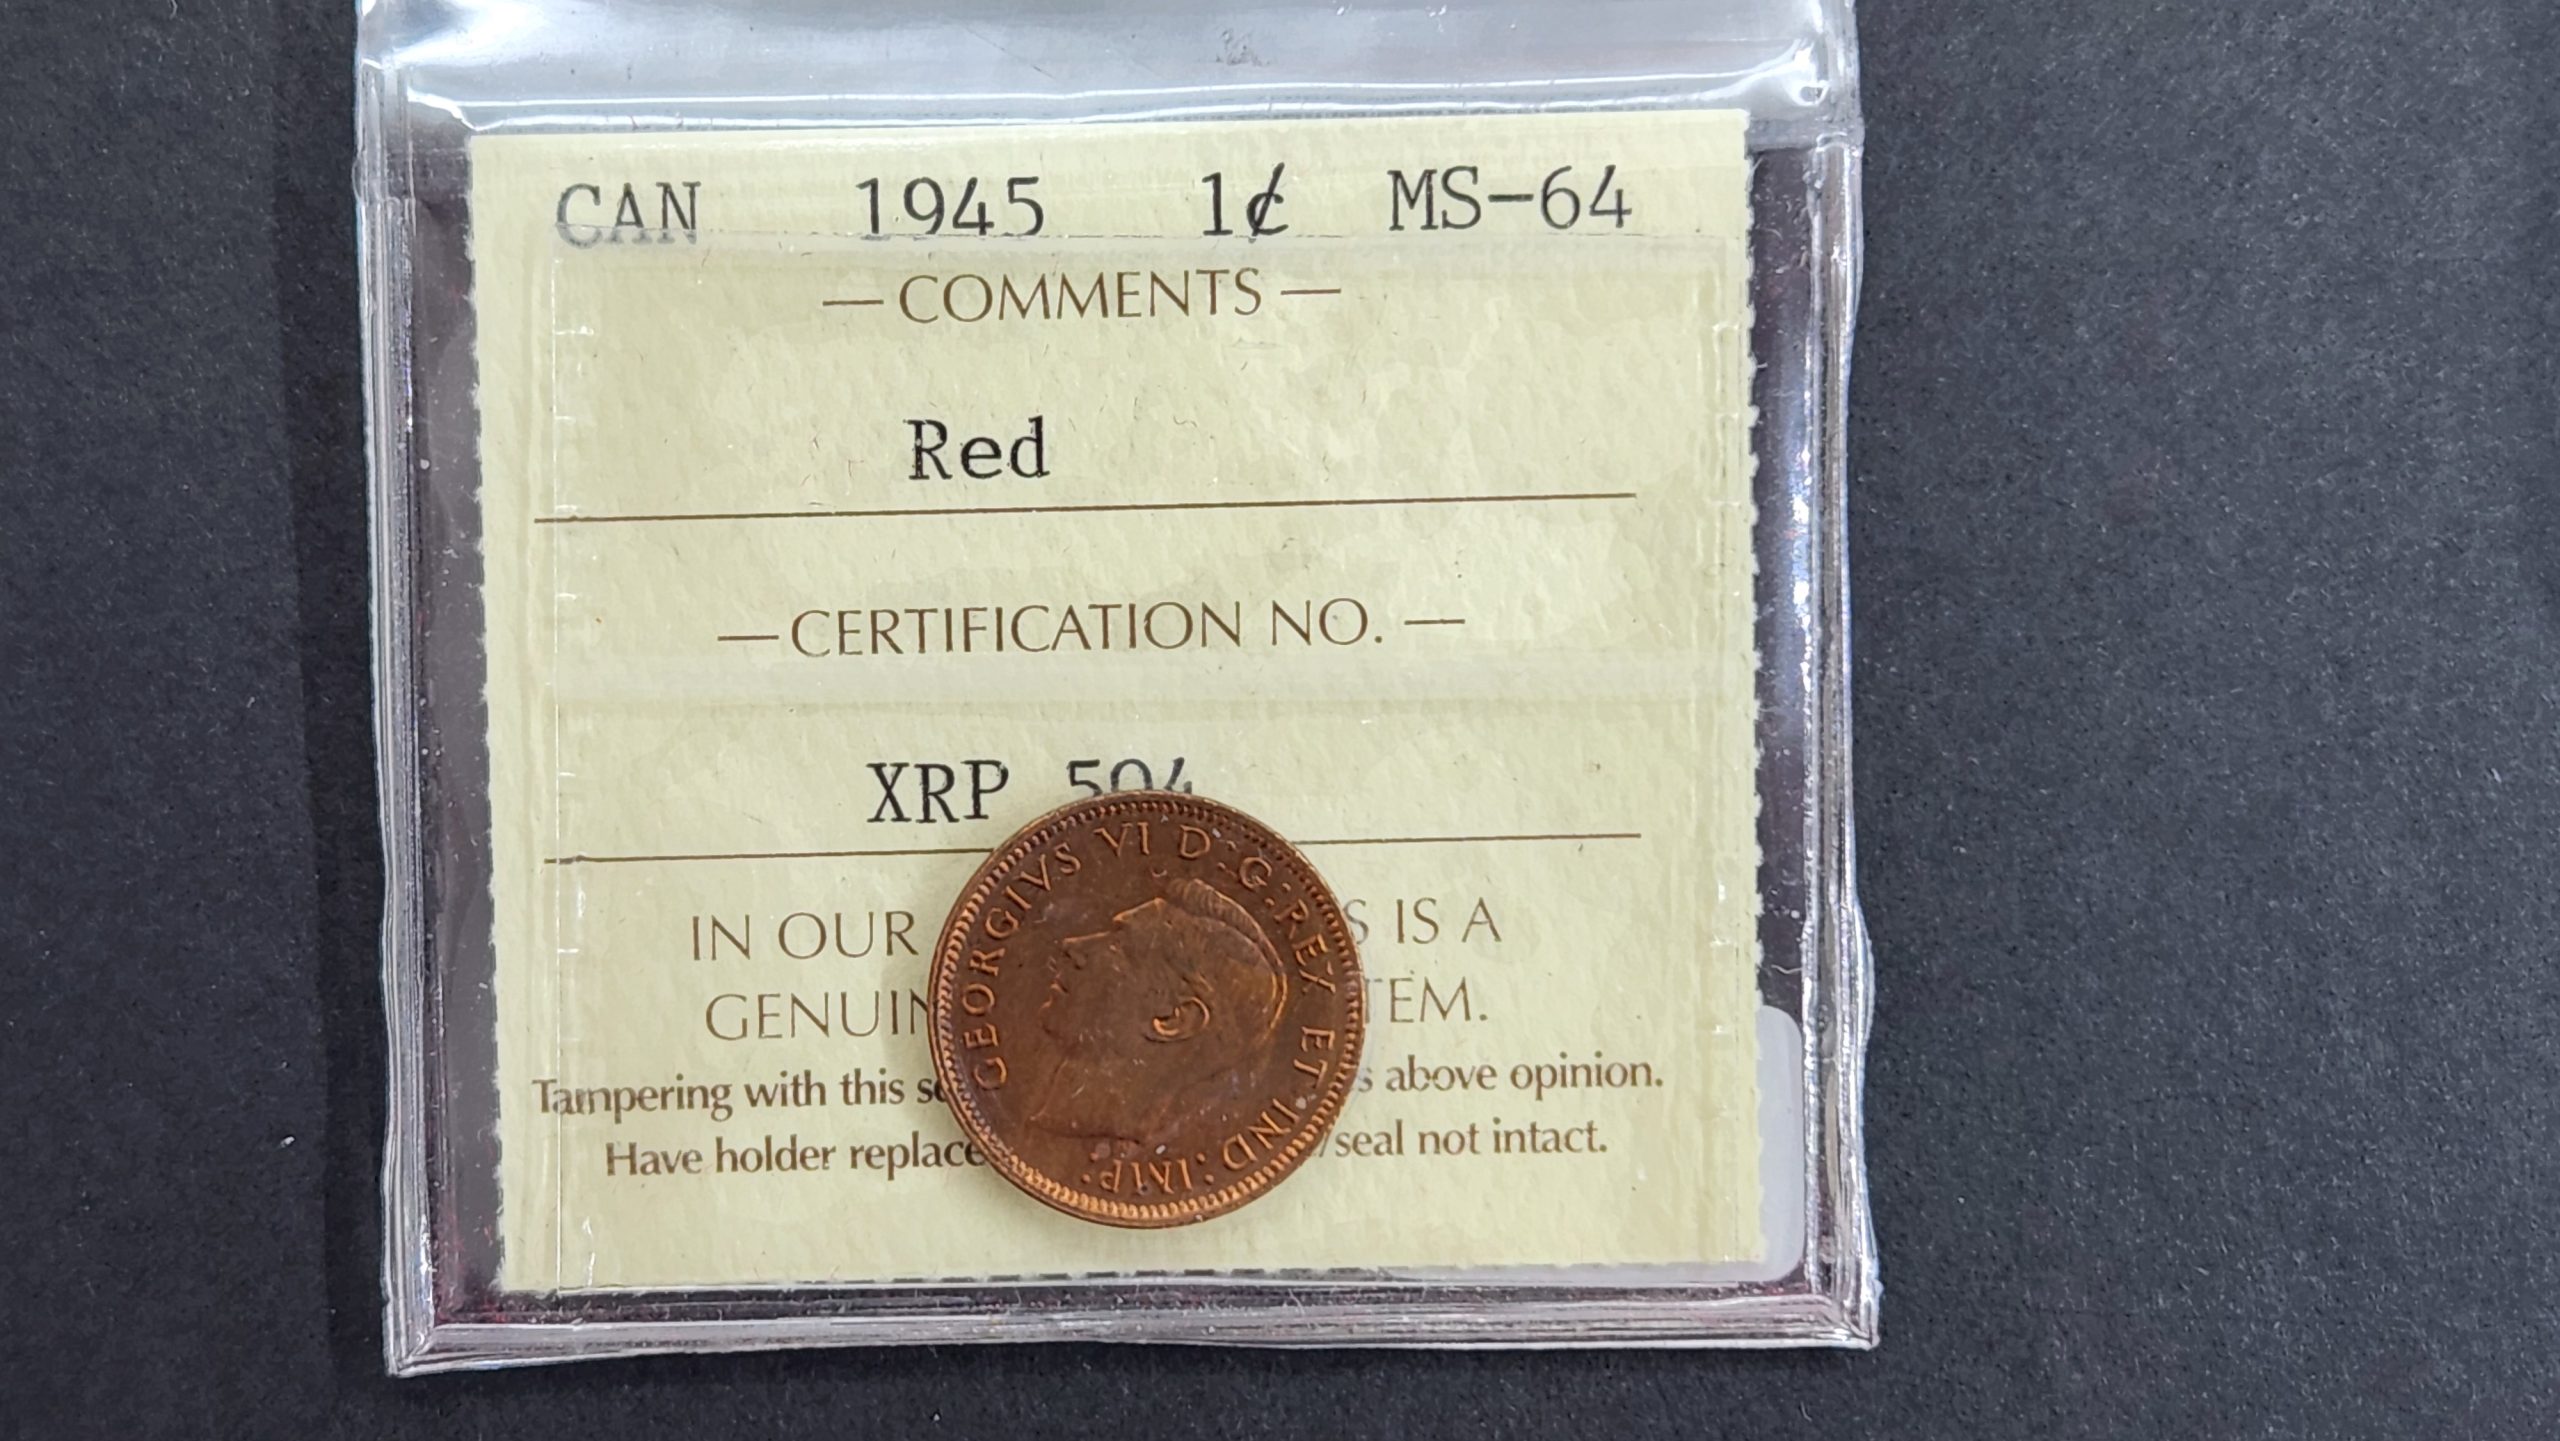 CAN 1945 1¢ MS-64
— COMMENTS —
Red
— CERTIFICATION NO. —
XRP 504
IN OUR S IS A
GENUIN TEM.
Tampering with this s above opinion.
Have holder replace /seal not intact.
GEORGIVS VI D:G:REX ET IND:IMP: